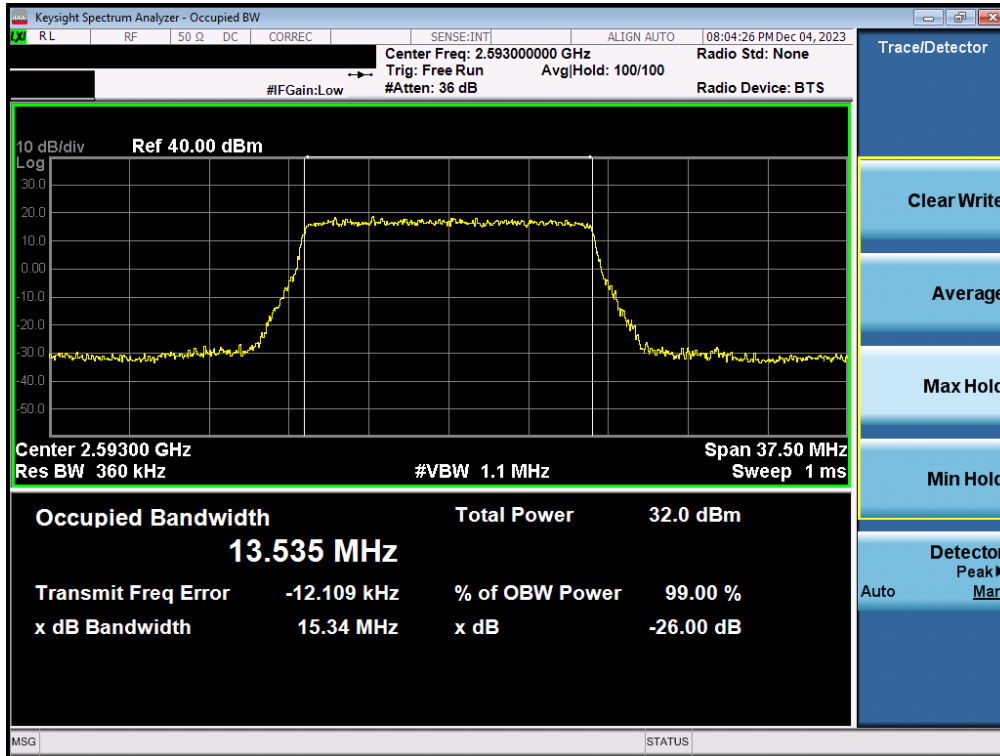 Keysight Spectrum Analyzer - Occupied BW
LXI RL RF 50 Ω DC CORREC SENSE:INT ALIGN AUTO 08:04:26 PM Dec 04, 2023
Center Freq: 2.593000000 GHz Radio Std: None
Trig: Free Run Avg|Hold: 100/100
#IFGain:Low #Atten: 36 dB Radio Device: BTS
10 dB/div Ref 40.00 dBm
Log
30.0
20.0
10.0
0.00
-10.0
-20.0
-30.0
-40.0
-50.0
Center 2.59300 GHz Span 37.50 MHz
Res BW 360 kHz #VBW 1.1 MHz Sweep 1 ms
Occupied Bandwidth Total Power 32.0 dBm
13.535 MHz
Transmit Freq Error -12.109 kHz % of OBW Power 99.00 %
x dB Bandwidth 15.34 MHz x dB -26.00 dB
Trace/Detector
Clear Write
Average
Max Hold
Min Hold
Detector
Peak
Auto Man
MSG STATUS